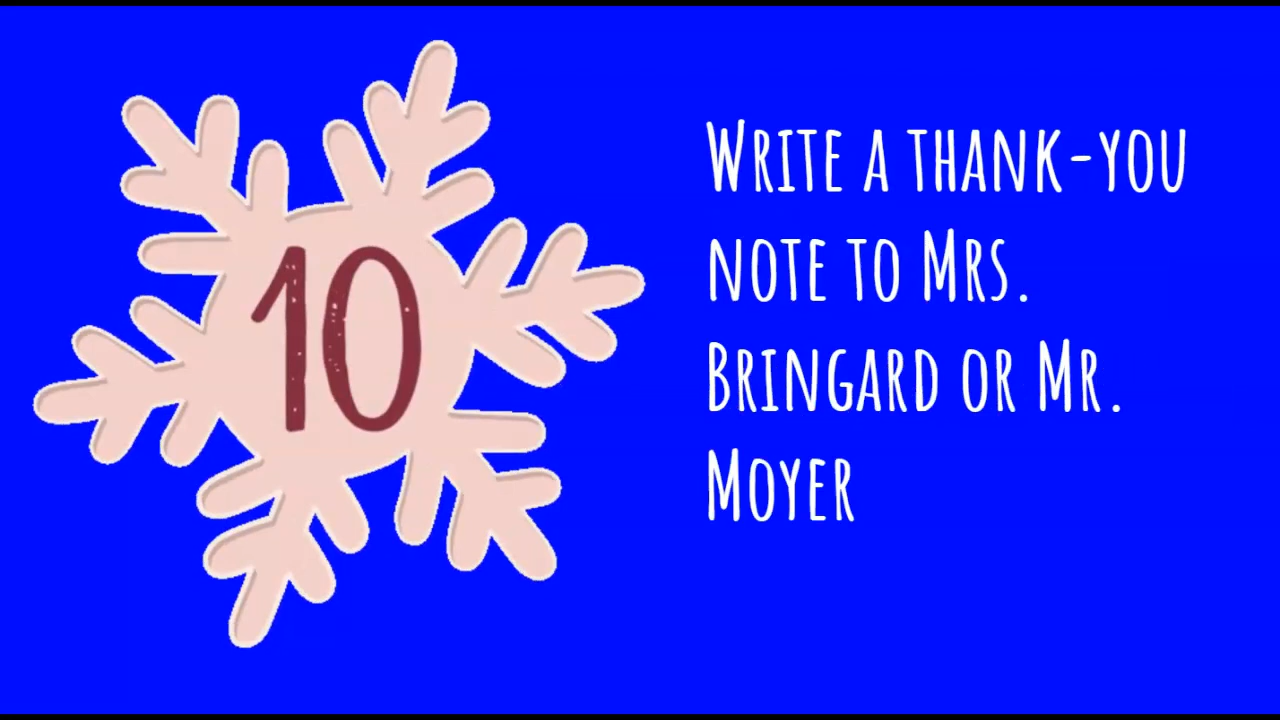 10
Write a thank-you
note to Mrs.
Bringard or Mr.
Moyer